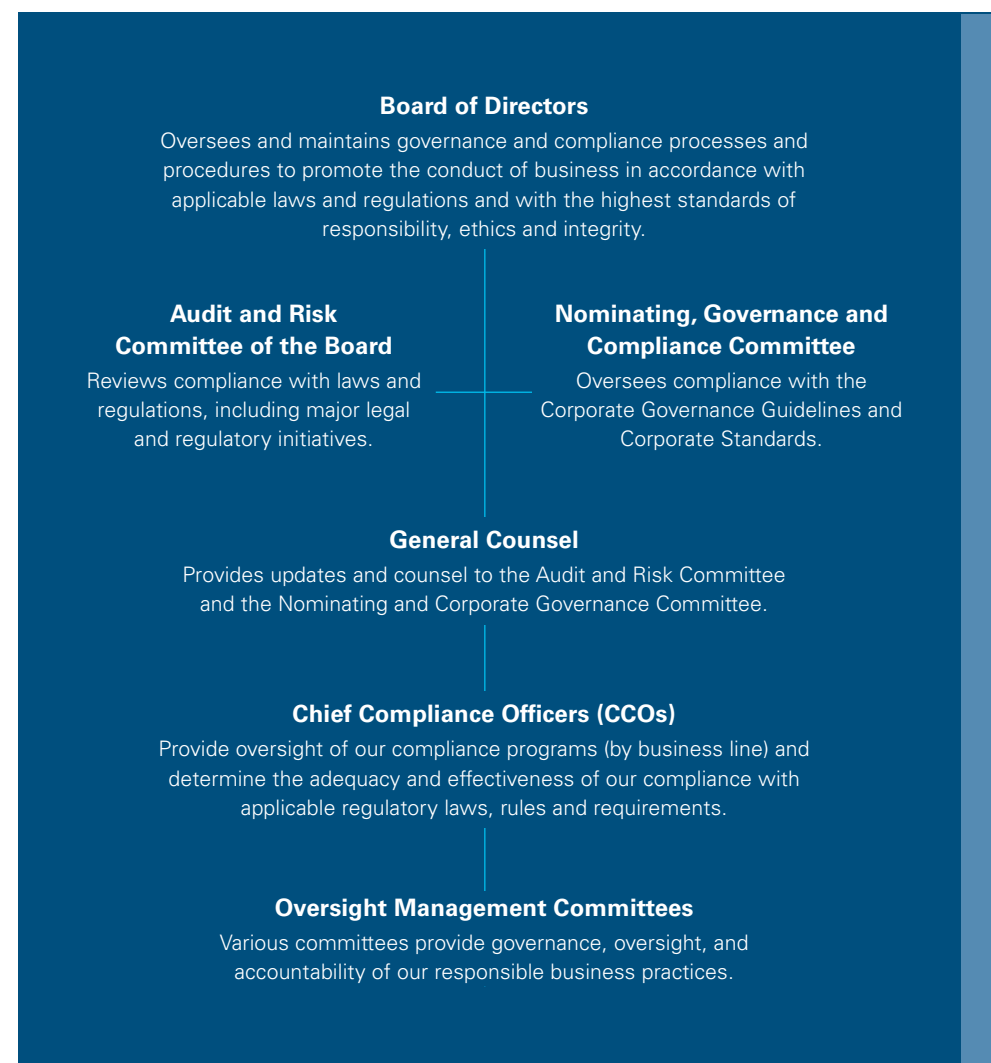 Board of Directors
Oversees and maintains governance and compliance processes and
procedures to promote the conduct of business in accordance with
applicable laws and regulations and with the highest standards of
responsibility, ethics and integrity.
Audit and Risk
Committee of the Board
Reviews compliance with laws and
regulations, including major legal
and regulatory initiatives.
Nominating, Governance and
Compliance Committee
Oversees compliance with the
Corporate Governance Guidelines and
Corporate Standards.
General Counsel
Provides updates and counsel to the Audit and Risk Committee
and the Nominating and Corporate Governance Committee.
Chief Compliance Officers (CCOs)
Provide oversight of our compliance programs (by business line) and
determine the adequacy and effectiveness of our compliance with
applicable regulatory laws, rules and requirements.
Oversight Management Committees
Various committees provide governance, oversight, and
accountability of our responsible business practices.